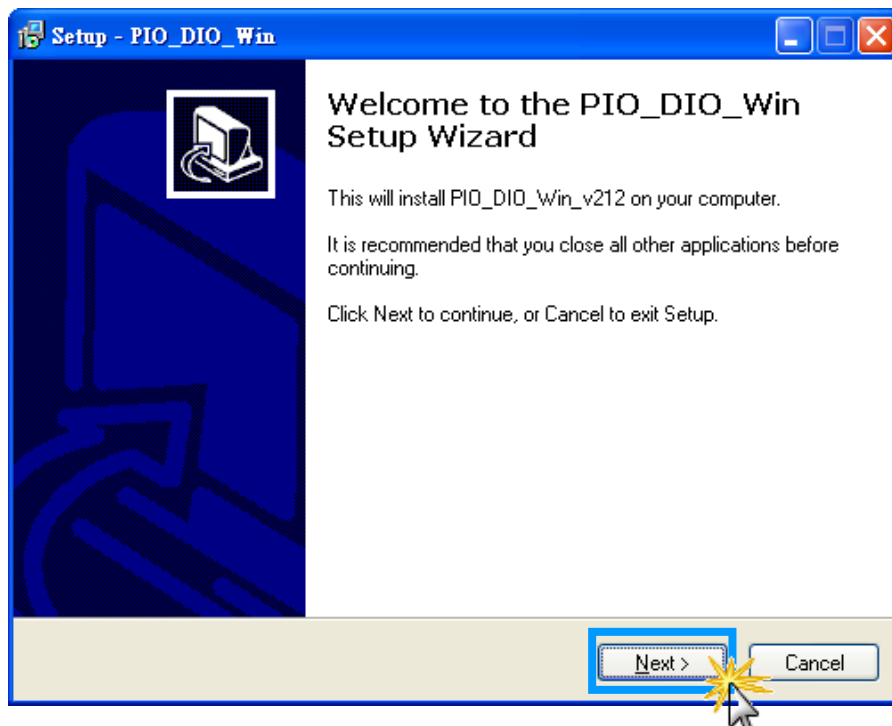 Setup - PIO_DIO_Win
Welcome to the PIO_DIO_Win
Setup Wizard
This will install PIO_DIO_Win_v212 on your computer.
It is recommended that you close all other applications before
continuing.
Click Next to continue, or Cancel to exit Setup.
Next >
Cancel